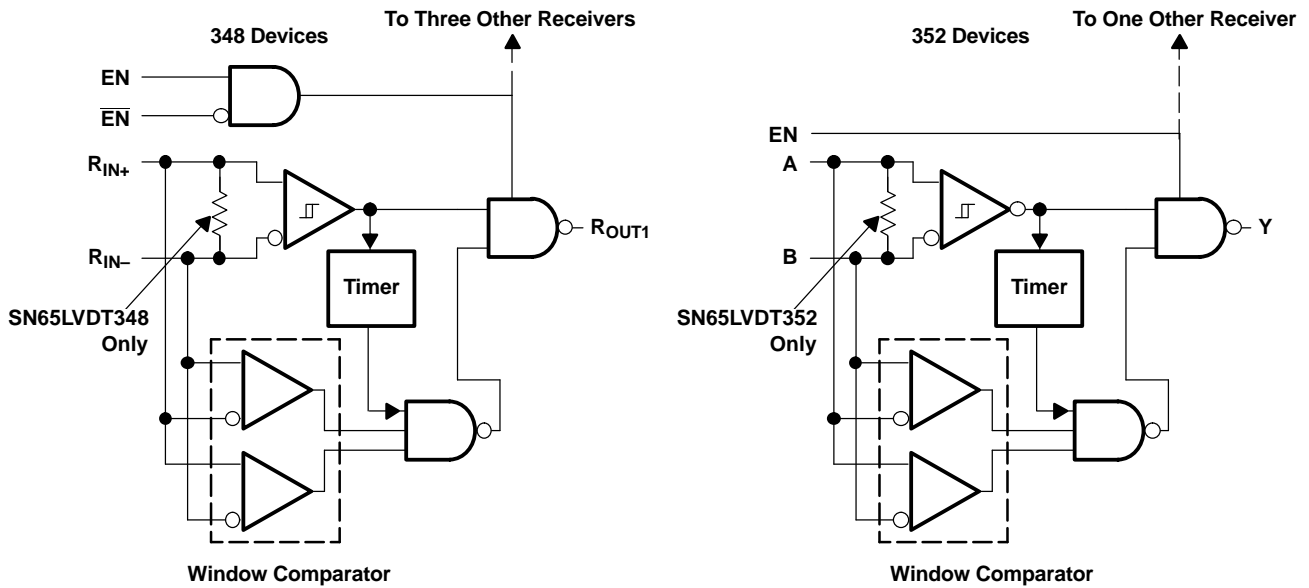 To Three Other Receivers
348 Devices
EN
E̅N̅
RIN+
RIN–
SN65LVDT348
Only
Timer
ROUT1
Window Comparator
To One Other Receiver
352 Devices
EN
A
B
SN65LVDT352
Only
Timer
Y
Window Comparator